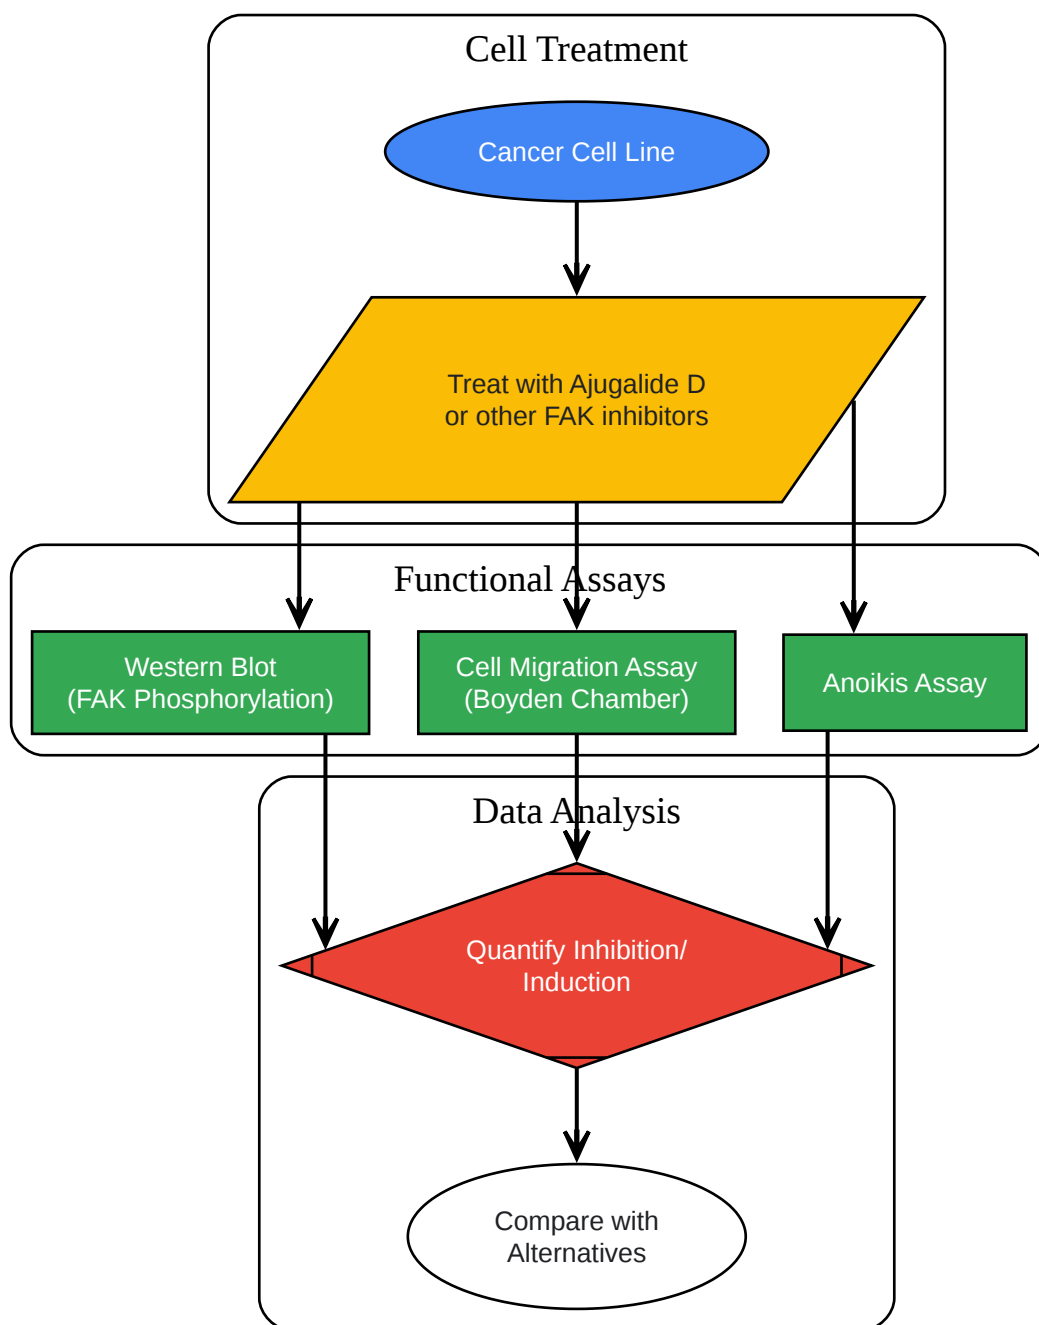 Cell Treatment
Cancer Cell Line
Treat with Ajugalide D
or other FAK inhibitors
Functional Assays
Western Blot
(FAK Phosphorylation)
Cell Migration Assay
(Boyden Chamber)
Anoikis Assay
Data Analysis
Quantify Inhibition/
Induction
Compare with
Alternatives